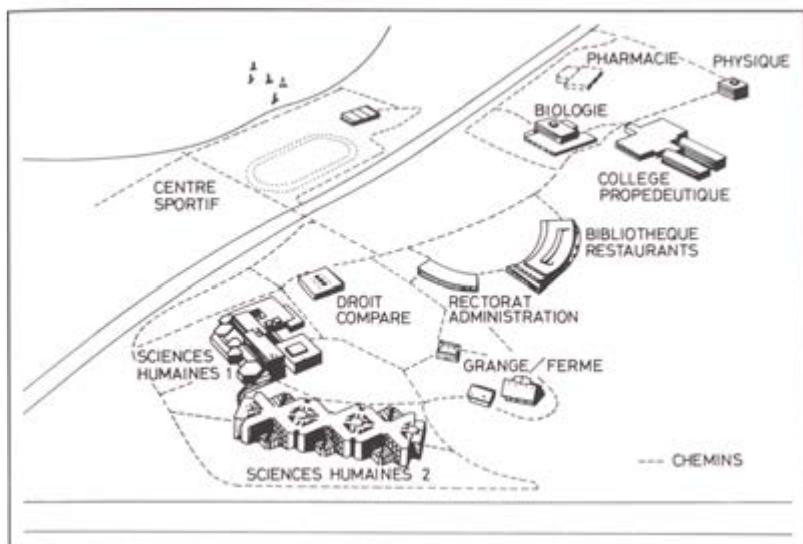 PHARMACIE
PHYSIQUE
BIOLOGIE
CENTRE
SPORTIF
COLLEGE
PROPEDEUTIQUE
BIBLIOTHEQUE
RESTAURANTS
DROIT
COMPARE
RECTORAT
ADMINISTRATION
SCIENCES
HUMAINES 1
GRANGE/FERME
SCIENCES HUMAINES 2
--- CHEMINS